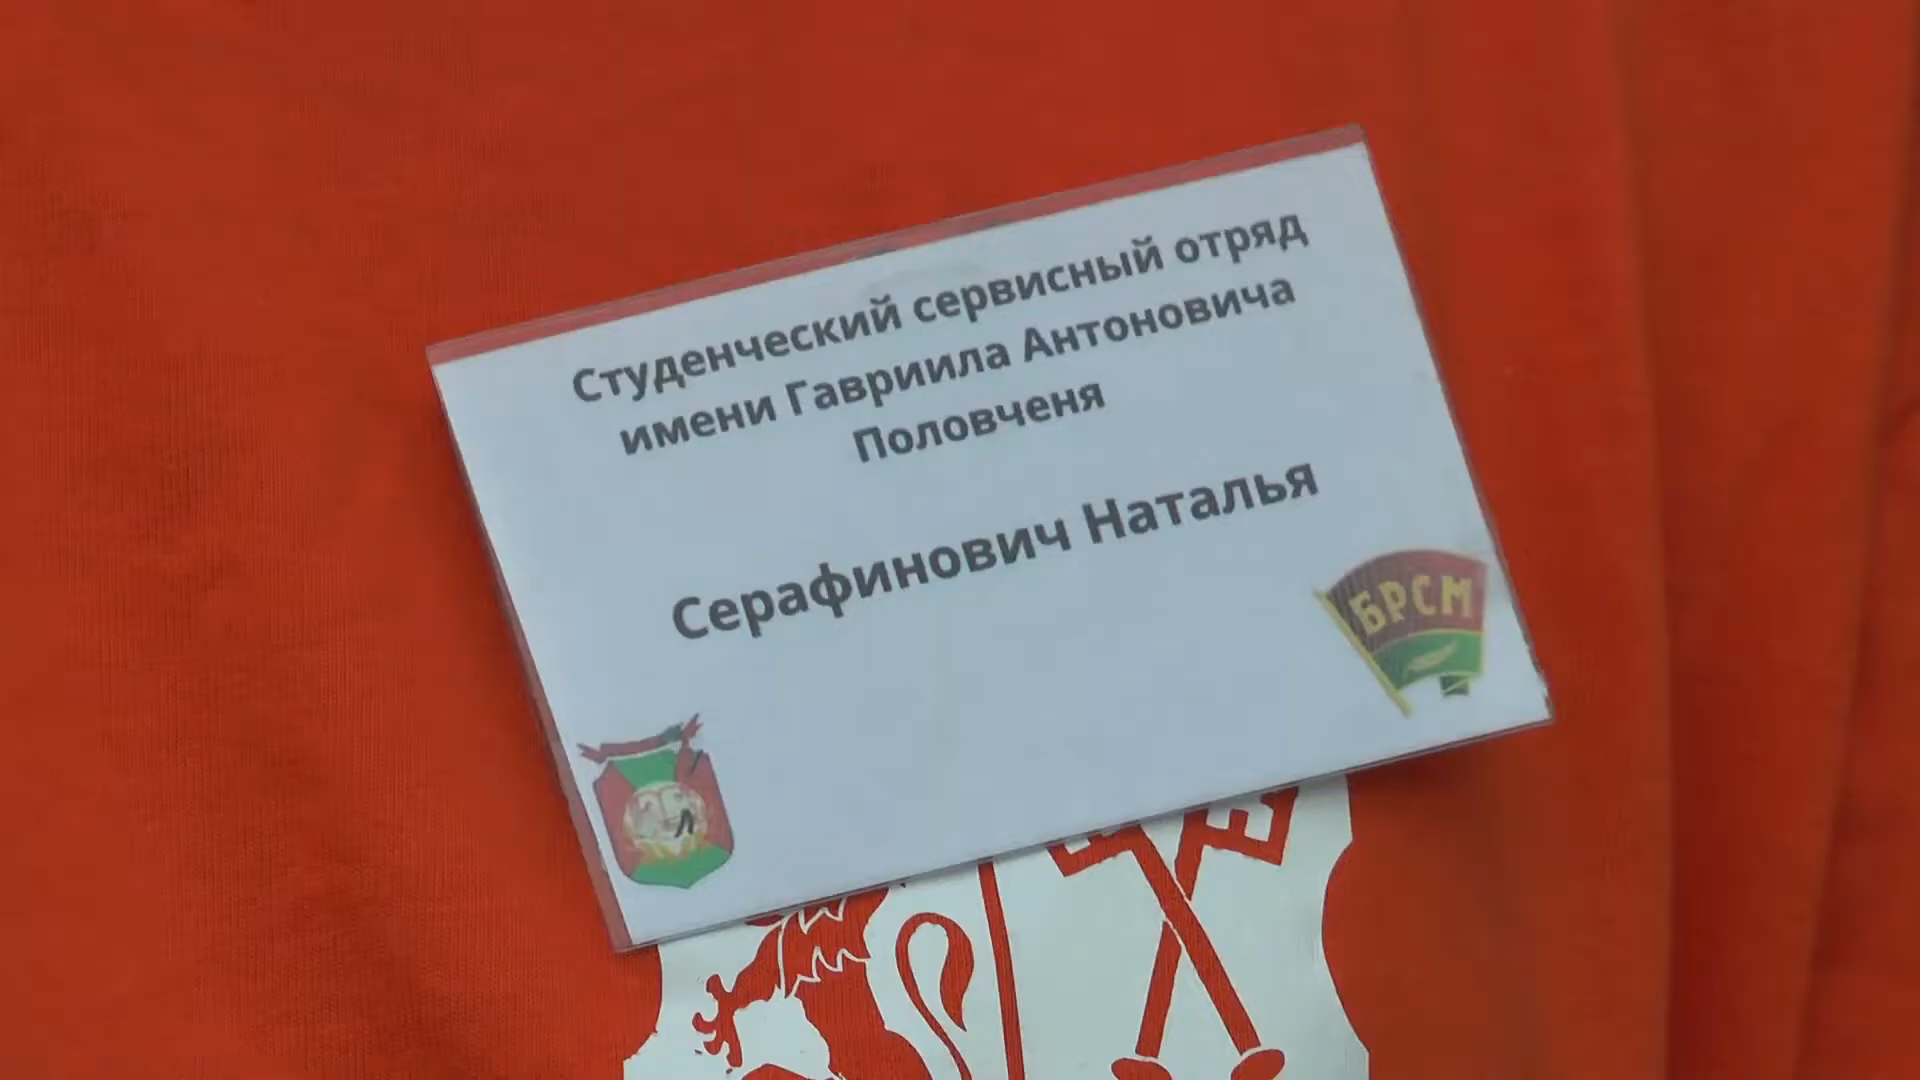 Студенческий сервисный отряд
имени Гавриила Антоновича
Половченя
Серафинович Наталья
БРСМ